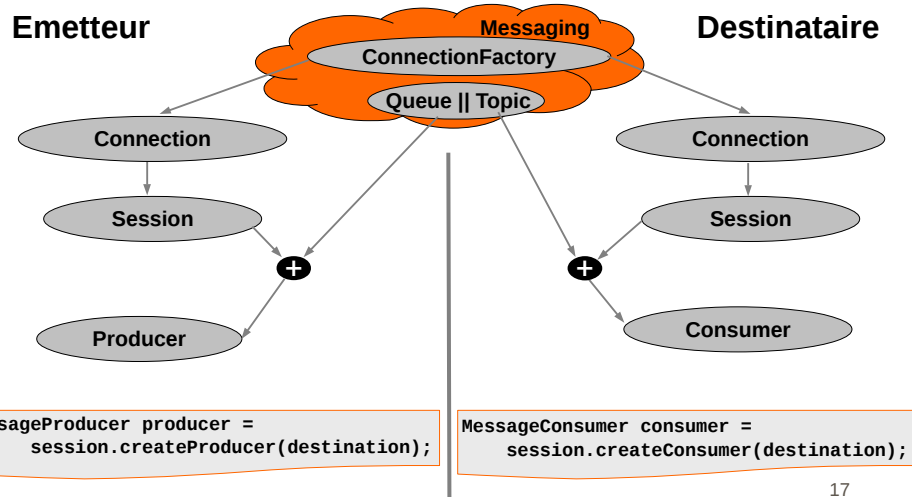 Emetteur
Messaging
Destinataire
ConnectionFactory
Queue || Topic
Connection
Connection
Session
Session
+
+
Producer
Consumer
sageProducer producer =
session.createProducer(destination);
MessageConsumer consumer =
session.createConsumer(destination);
17